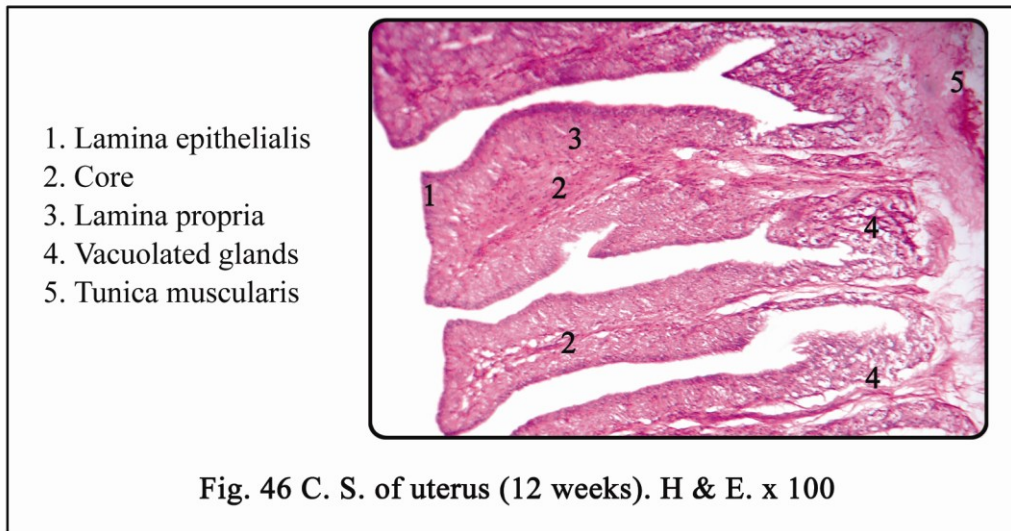 1. Lamina epithelialis
2. Core
3. Lamina propria
4. Vacuolated glands
5. Tunica muscularis
5
3
1
2
4
2
4
Fig. 46 C. S. of uterus (12 weeks). H & E. x 100